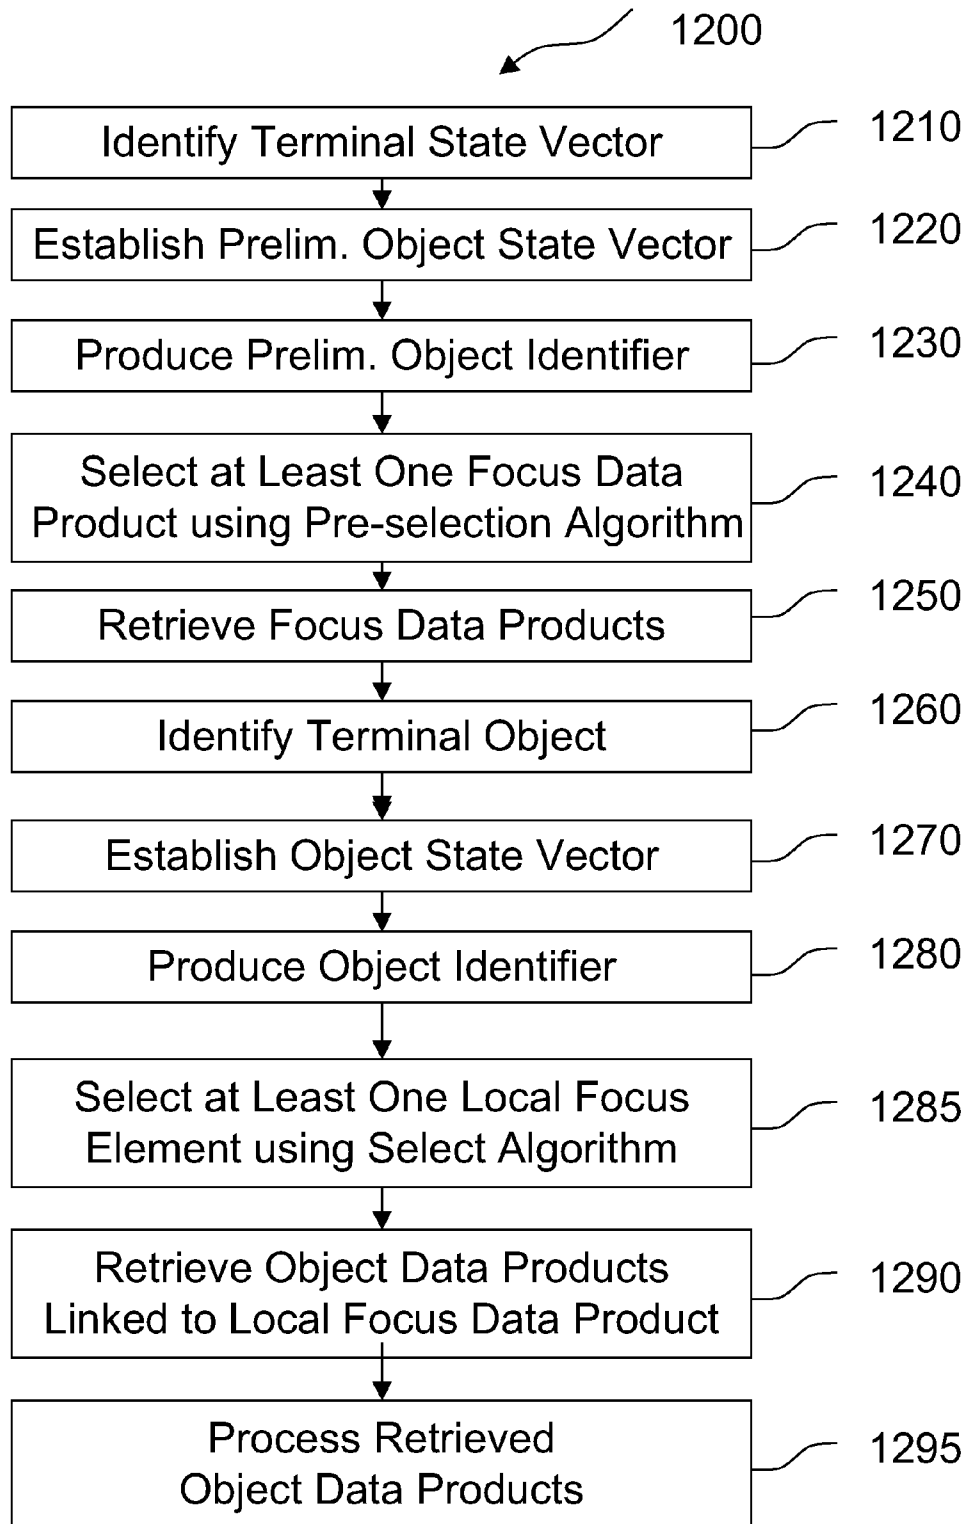 1200
Identify Terminal State Vector
1210
Establish Prelim. Object State Vector
1220
Produce Prelim. Object Identifier
1230
Select at Least One Focus Data
Product using Pre-selection Algorithm
1240
Retrieve Focus Data Products
1250
Identify Terminal Object
1260
Establish Object State Vector
1270
Produce Object Identifier
1280
Select at Least One Local Focus
Element using Select Algorithm
1285
Retrieve Object Data Products
Linked to Local Focus Data Product
1290
Process Retrieved
Object Data Products
1295